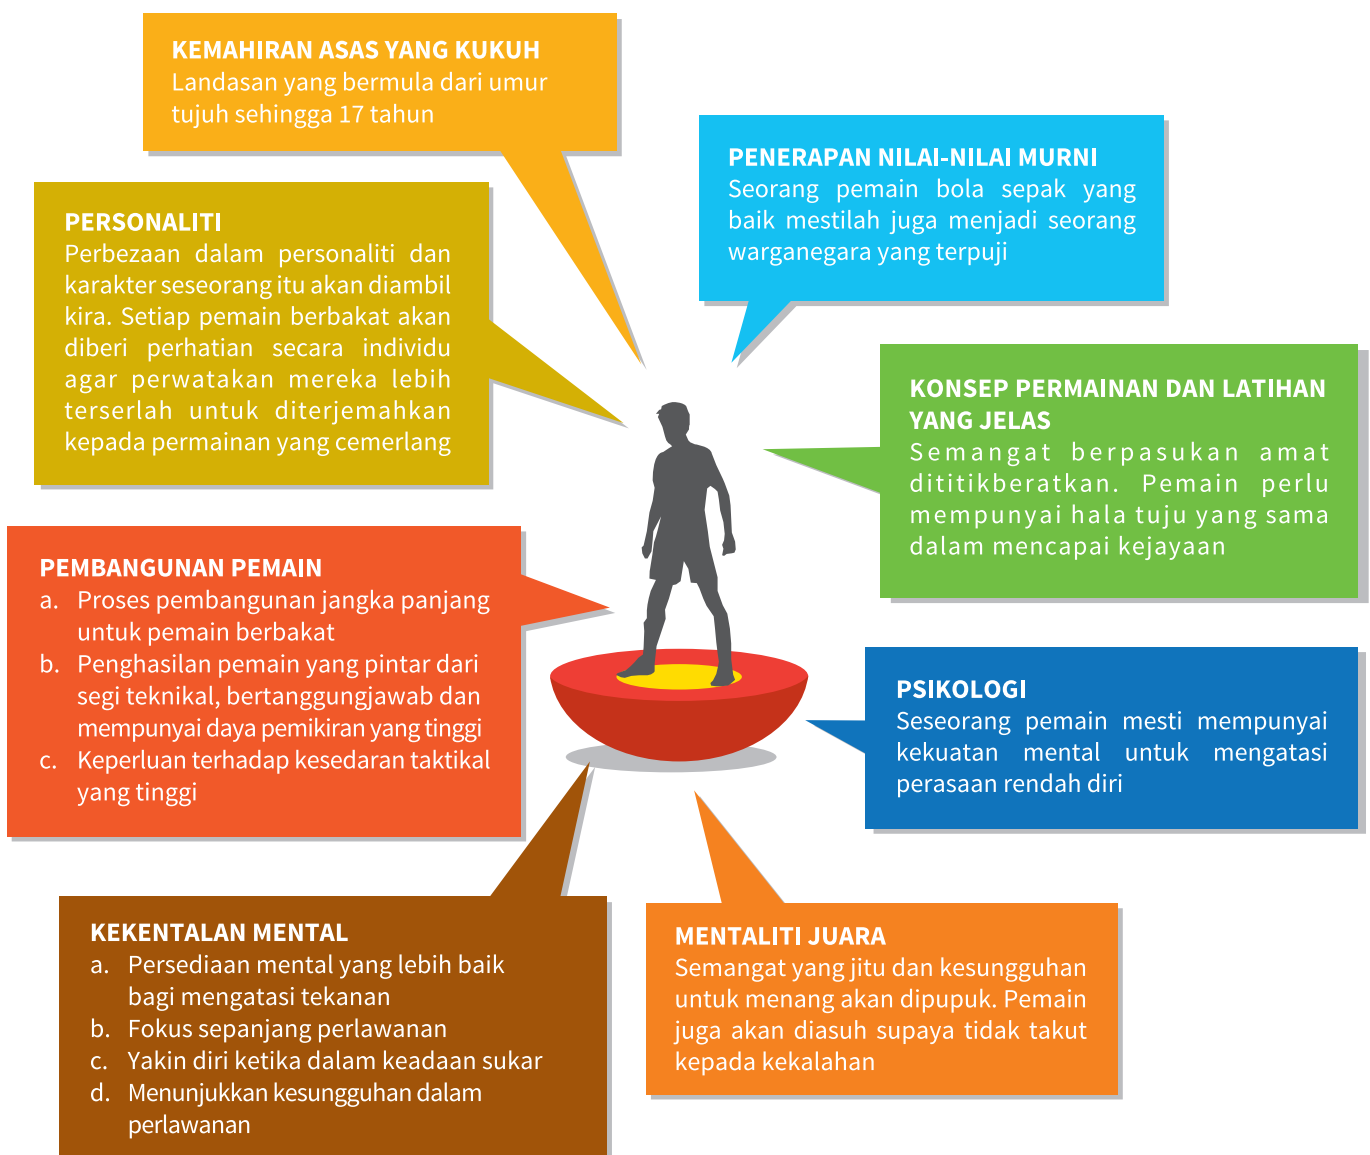 KEMAHIRAN ASAS YANG KUKUH
Landasan yang bermula dari umur
tujuh sehingga 17 tahun
PENERAPAN NILAI-NILAI MURNI
Seorang pemain bola sepak yang
baik mestilah juga menjadi seorang
warganegara yang terpuji
PERSONALITI
Perbezaan dalam personaliti dan
karakter seseorang itu akan diambil
kira. Setiap pemain berbakat akan
diberi perhatian secara individu
agar perwatakan mereka lebih
terserlah untuk diterjemahkan
kepada permainan yang cemerlang
KONSEP PERMAINAN DAN LATIHAN
YANG JELAS
Semangat berpasukan amat
dititikberatkan. Pemain perlu
mempunyai hala tuju yang sama
dalam mencapai kejayaan
PEMBANGUNAN PEMAIN
a. Proses pembangunan jangka panjang
untuk pemain berbakat
b. Penghasilan pemain yang pintar dari
segi teknikal, bertanggungjawab dan
mempunyai daya pemikiran yang tinggi
c. Keperluan terhadap kesedaran taktikal
yang tinggi
PSIKOLOGI
Seseorang pemain mesti mempunyai
kekuatan mental untuk mengatasi
perasaan rendah diri
KEKENTALAN MENTAL
a. Persediaan mental yang lebih baik
bagi mengatasi tekanan
b. Fokus sepanjang perlawanan
c. Yakin diri ketika dalam keadaan sukar
d. Menunjukkan kesungguhan dalam
perlawanan
MENTALITI JUARA
Semangat yang jitu dan kesungguhan
untuk menang akan dipupuk. Pemain
juga akan diasuh supaya tidak takut
kepada kekalahan